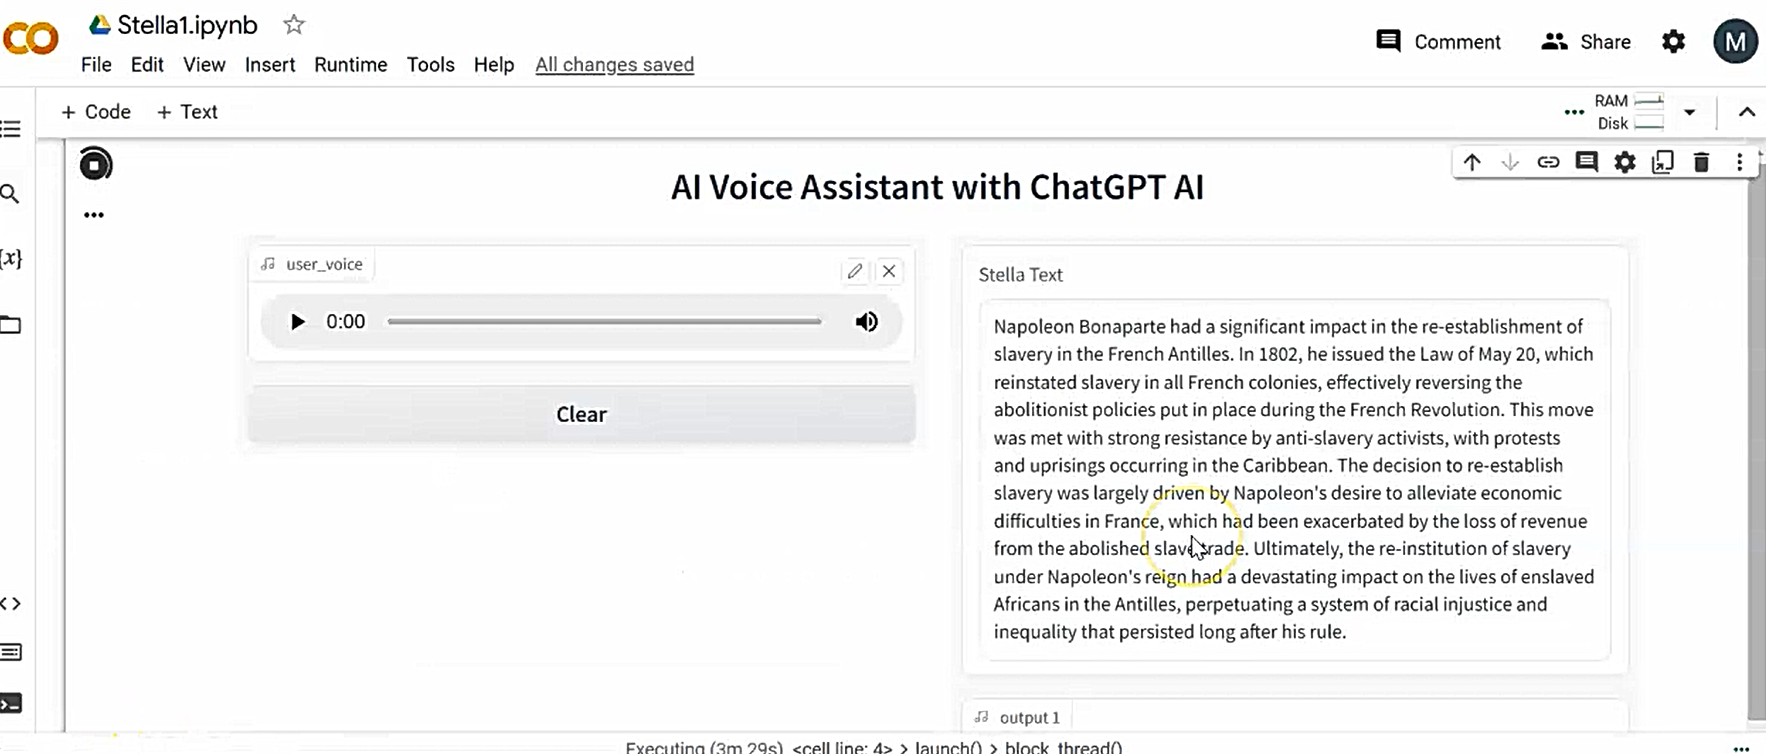 Stella1.ipynb
Comment
Share
M
File Edit View Insert Runtime Tools Help All changes saved
+ Code + Text
RAM
Disk
AI Voice Assistant with ChatGPT AI
user_voice
0:00
Clear
Stella Text
Napoleon Bonaparte had a significant impact in the re-establishment of
slavery in the French Antilles. In 1802, he issued the Law of May 20, which
reinstated slavery in all French colonies, effectively reversing the
abolitionist policies put in place during the French Revolution. This move
was met with strong resistance by anti-slavery activists, with protests
and uprisings occurring in the Caribbean. The decision to re-establish
slavery was largely driven by Napoleon's desire to alleviate economic
difficulties in France, which had been exacerbated by the loss of revenue
from the abolished slave trade. Ultimately, the re-institution of slavery
under Napoleon's reign had a devastating impact on the lives of enslaved
Africans in the Antilles, perpetuating a system of racial injustice and
inequality that persisted long after his rule.
output 1
Executing (3m 29s) <cell line: 4> > launch() > block_thread()